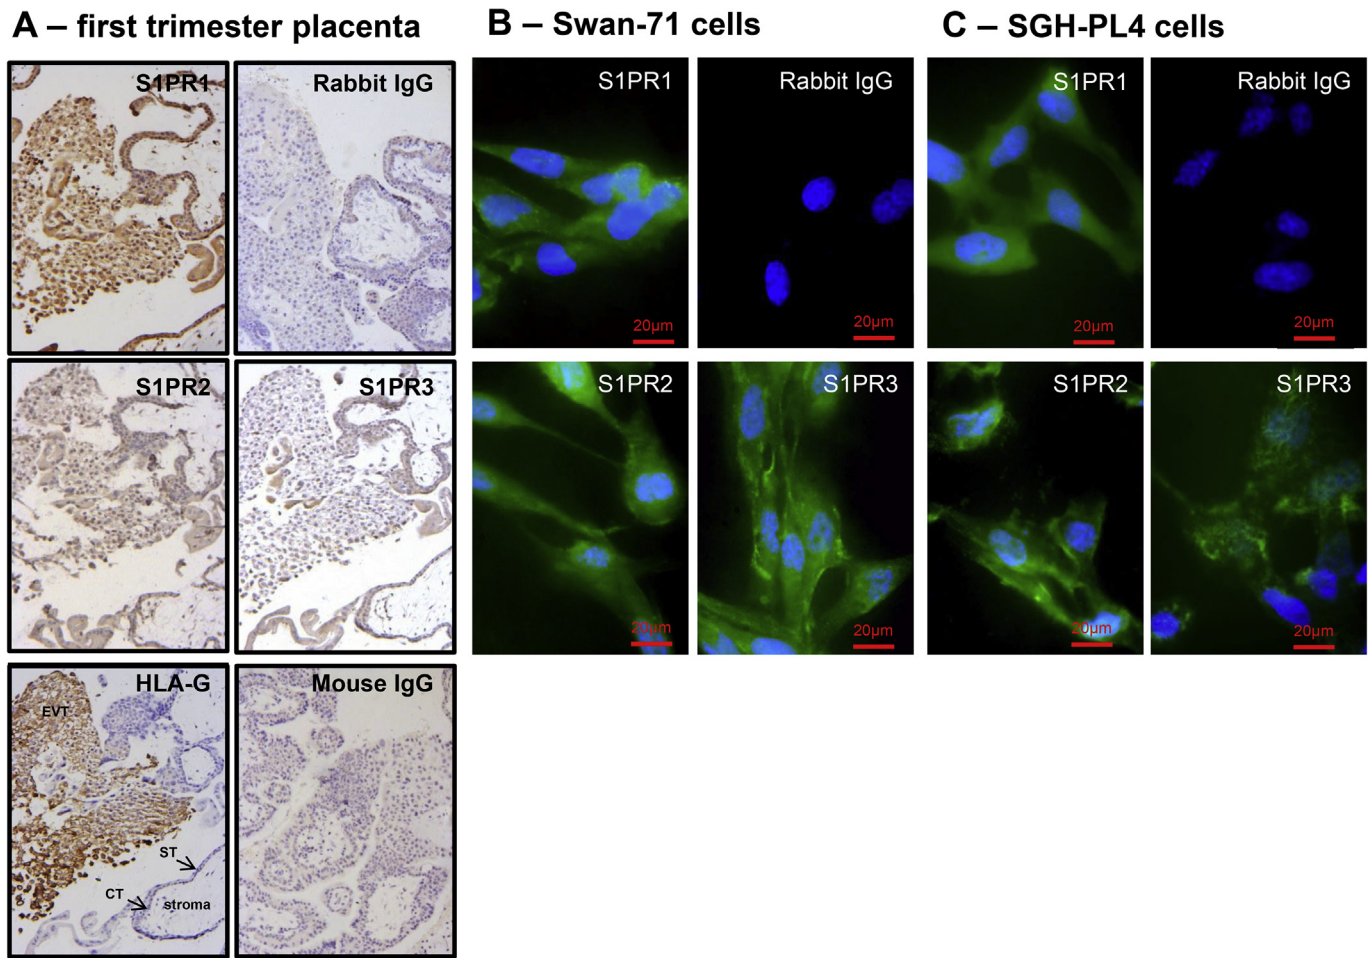 A – first trimester placenta
S1PR1
Rabbit IgG
S1PR2
S1PR3
HLA-G
EVT
ST
CT
stroma
Mouse IgG
B – Swan-71 cells
S1PR1
20µm
Rabbit IgG
20µm
S1PR2
20µm
S1PR3
20µm
C – SGH-PL4 cells
S1PR1
20µm
Rabbit IgG
20µm
S1PR2
20µm
S1PR3
20µm